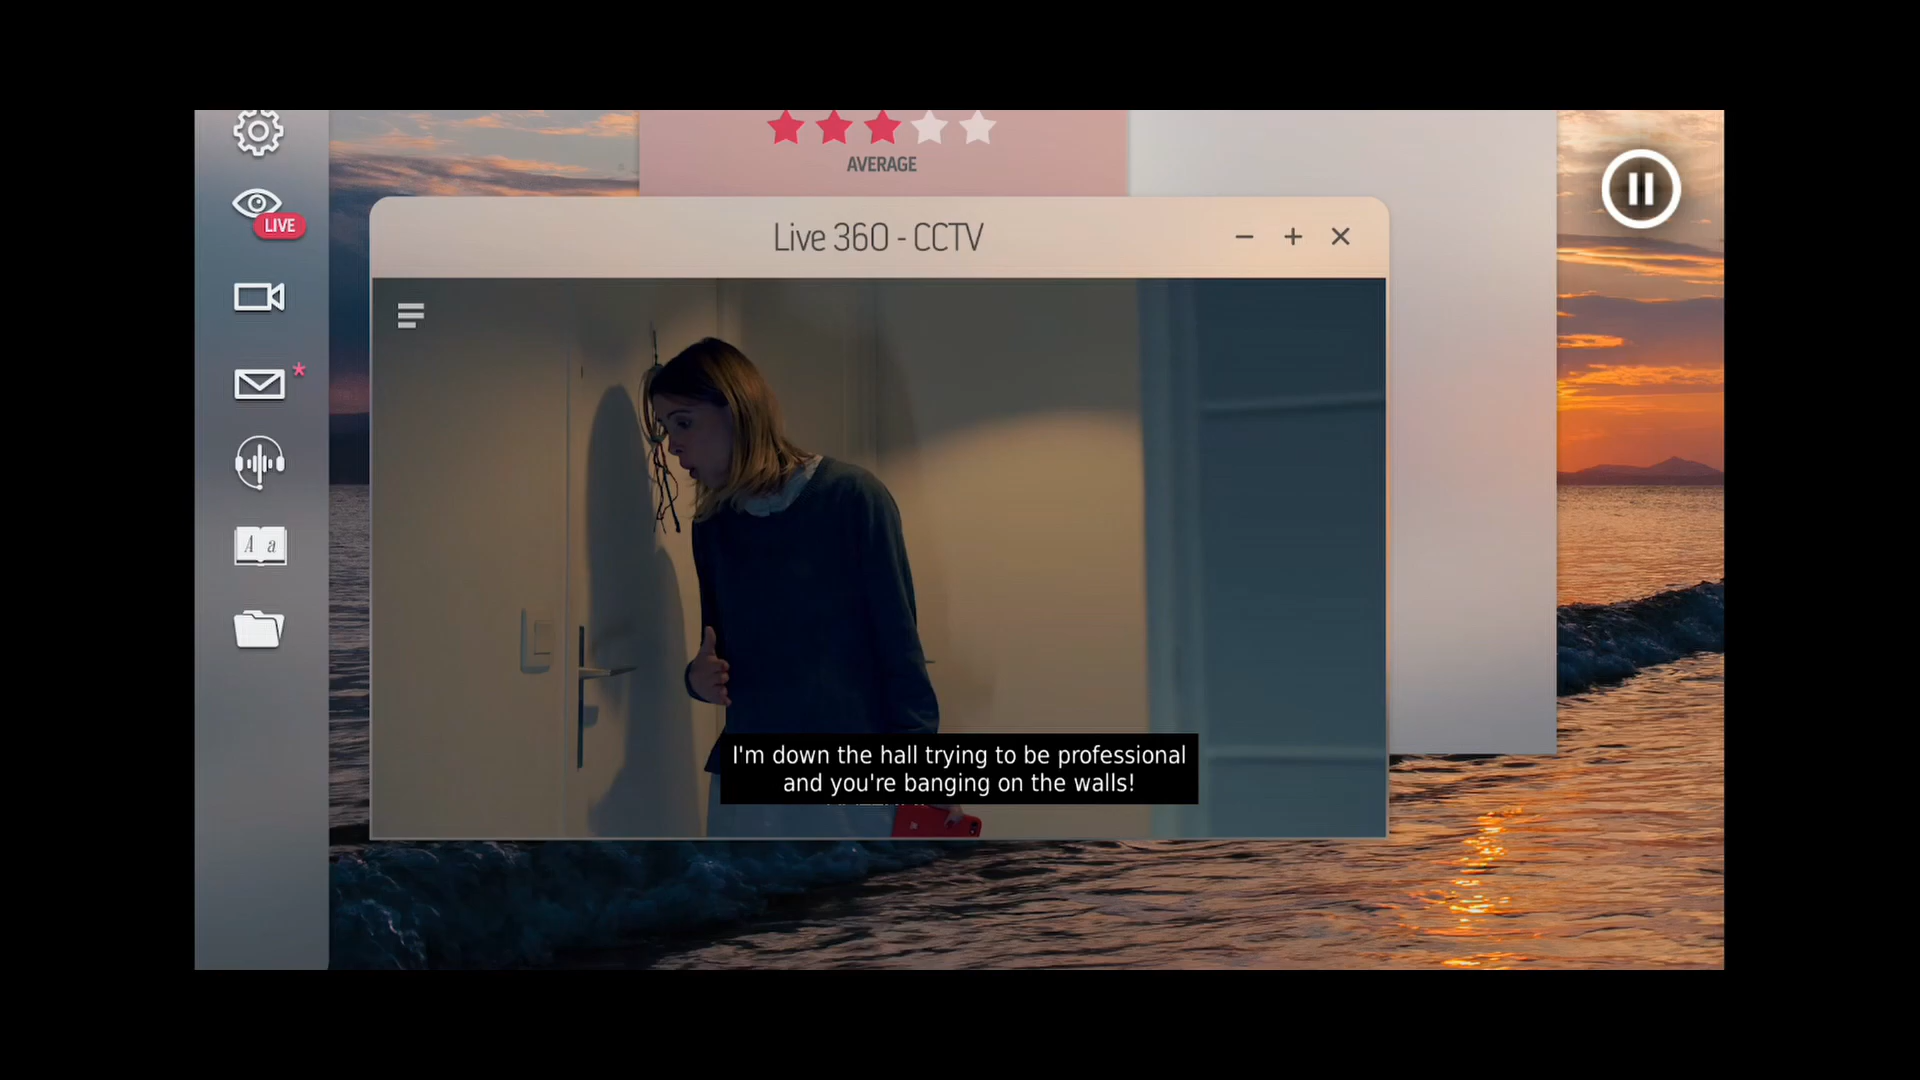 AVERAGE
LIVE
Live 360 - CCTV
A a
I'm down the hall trying to be professional
and you're banging on the walls!